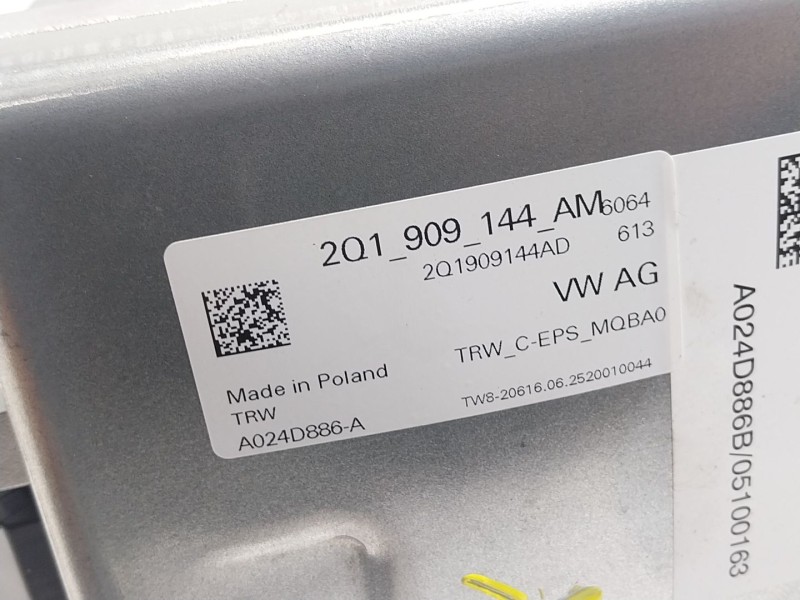 2Q1_909_144_AM 6064
2Q1909144AD 613
VW AG
TRW_C-EPS_MQBA0
Made in Poland
TRW
TW8-20616.06.2520010044
A024D886-A
A024D886B/05100163